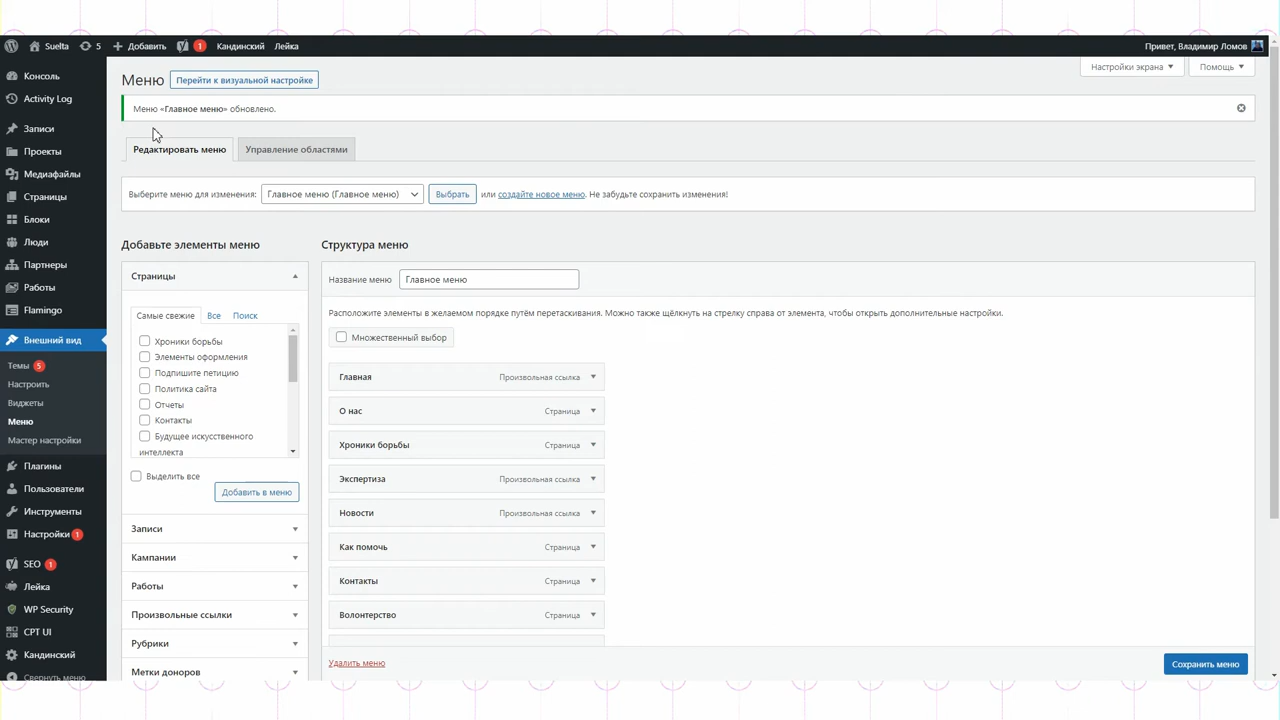 Suelta 5 Добавить 1 Кандинский Лейка Привет, Владимир Ломов
Консоль
Activity Log
Записи
Проекты
Медиафайлы
Страницы
Блоки
Люди
Партнеры
Работы
Flamingo
Внешний вид
Темы 5
Настроить
Виджеты
Меню
Мастер настройки
Плагины
Пользователи
Инструменты
Настройки 1
SEO 1
Лейка
WP Security
CPT UI
Кандинский
Свернуть меню
Настройки экрана Помощь
Меню Перейти к визуальной настройке
Меню «Главное меню» обновлено.
Редактировать меню Управление областями
Выберите меню для изменения: Главное меню (Главное меню) Выбрать или создайте новое меню. Не забудьте сохранить изменения!
Добавьте элементы меню
Страницы
Самые свежие Все Поиск
Хроники борьбы
Элементы оформления
Подпишите петицию
Политика сайта
Отчеты
Контакты
Будущее искусственного
интеллекта
Выделить все
Добавить в меню
Записи
Кампании
Работы
Произвольные ссылки
Рубрики
Метки доноров
Структура меню
Название меню Главное меню
Расположите элементы в желаемом порядке путём перетаскивания. Можно также щёлкнуть на стрелку справа от элемента, чтобы открыть дополнительные настройки.
Множественный выбор
Главная Произвольная ссылка
О нас Страница
Хроники борьбы Страница
Экспертиза Произвольная ссылка
Новости Произвольная ссылка
Как помочь Страница
Контакты Страница
Волонтерство Страница
Удалить меню Сохранить меню